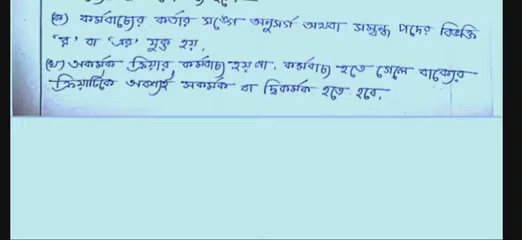 (ক) কর্মবাচ্যের কর্তার সঙ্গে অনুসর্গ অথবা সম্বন্ধ পদের বিভক্তি
'র' বা 'এর' যুক্ত হয়.
(খ) অকর্মক ক্রিয়ার কর্মবাচ্য হয় না. কর্মবাচ্য হতে গেলে বাক্যের
ক্রিয়াটিকে অবশ্যই সকর্মক বা দ্বিকর্মক হতে হবে.